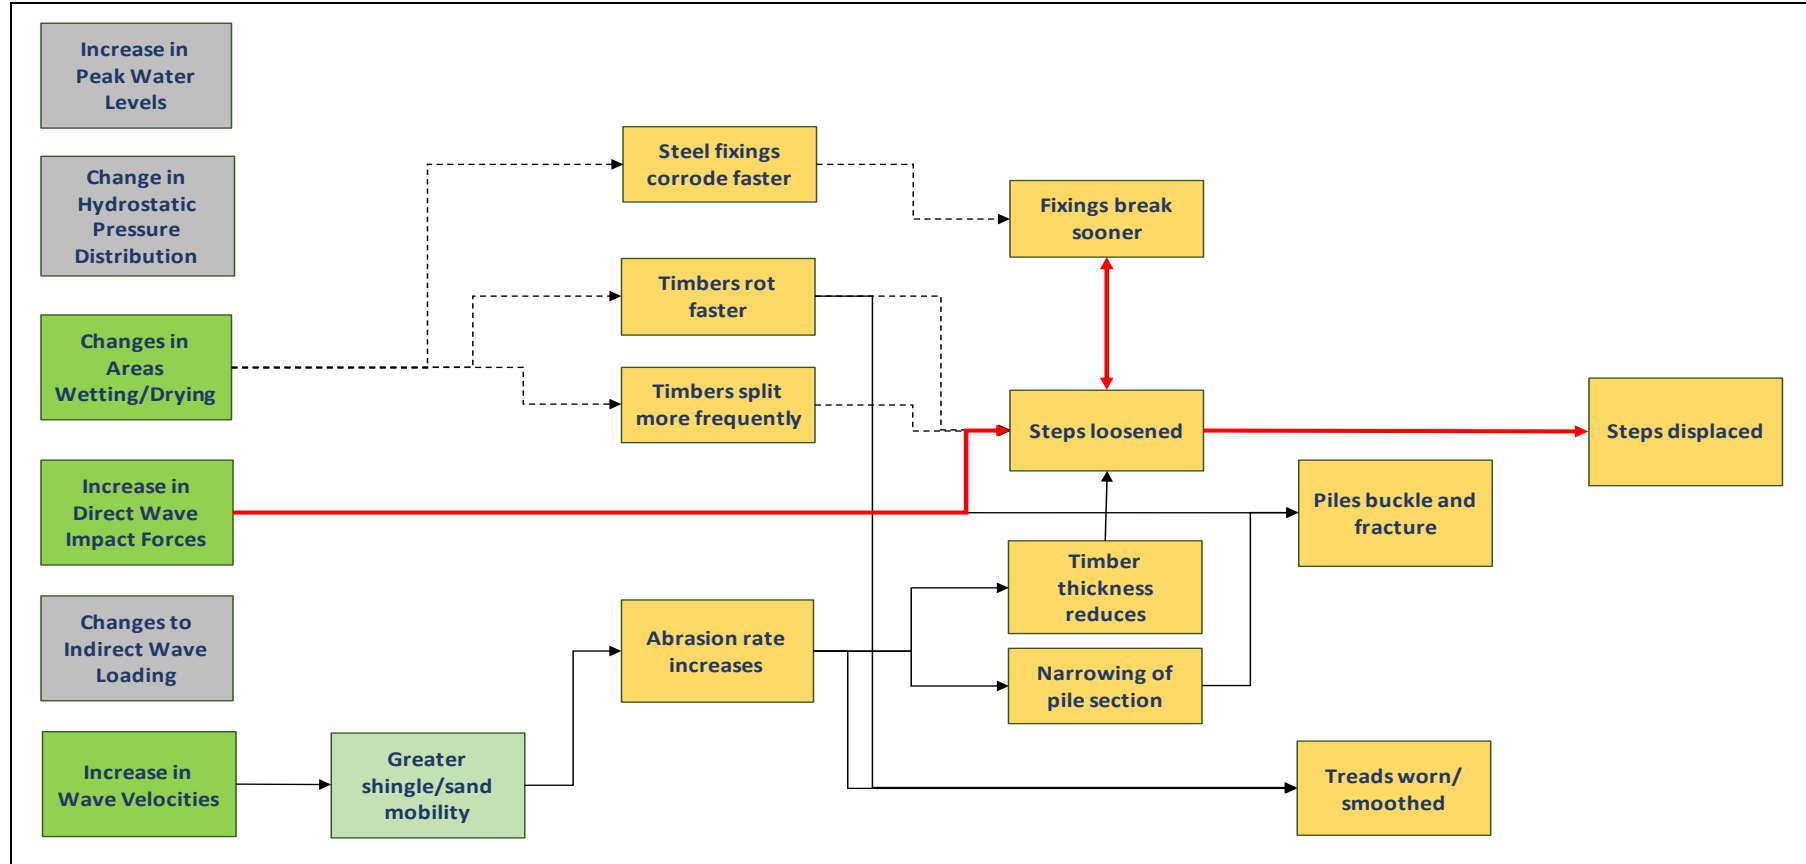 Increase in
Peak Water
Levels
Change in
Hydrostatic
Pressure
Distribution
Changes in
Areas
Wetting/Drying
Increase in
Direct Wave
Impact Forces
Changes to
Indirect Wave
Loading
Increase in
Wave Velocities
Greater
shingle/sand
mobility
Steel fixings
corrode faster
Timbers rot
faster
Timbers split
more frequently
Abrasion rate
increases
Fixings break
sooner
Steps loosened
Timber
thickness
reduces
Narrowing of
pile section
Piles buckle and
fracture
Treads worn/
smoothed
Steps displaced